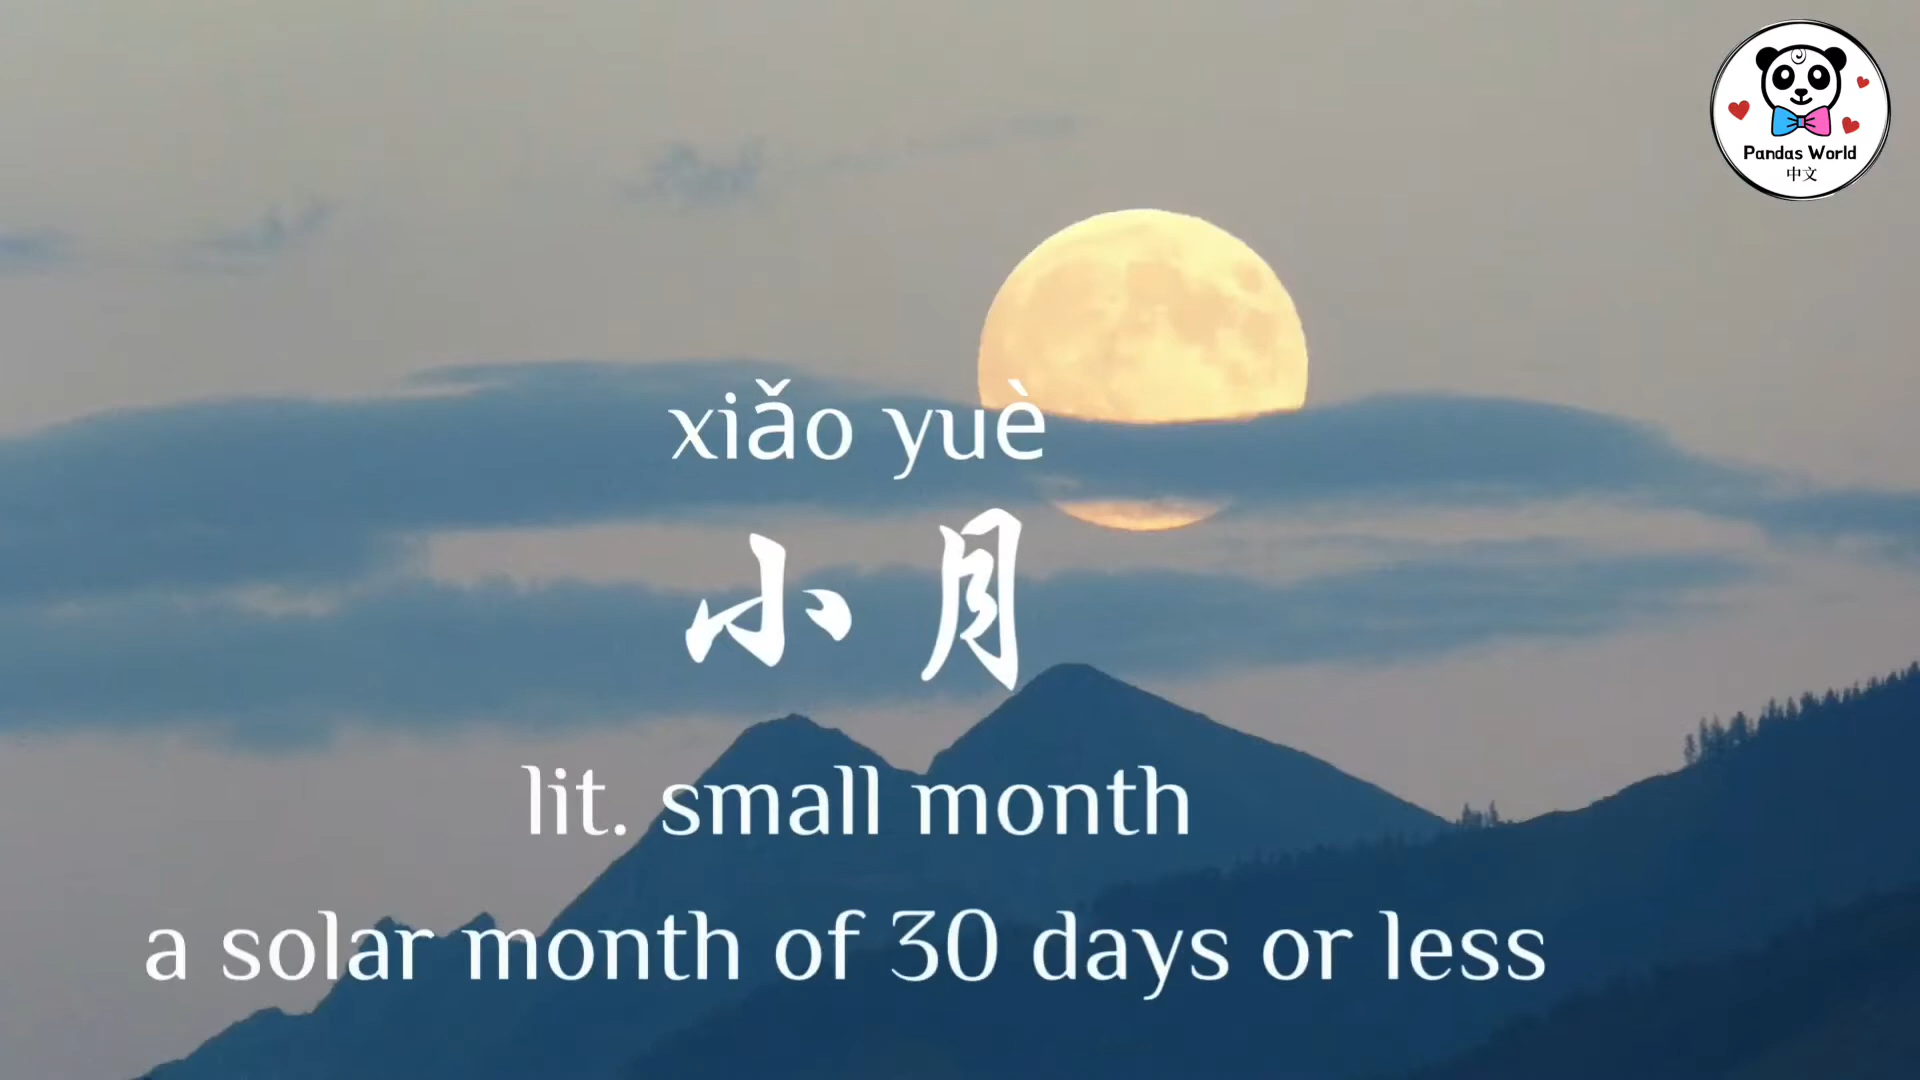 Pandas World
中文
xiǎo yuè
小月
lit. small month
a solar month of 30 days or less